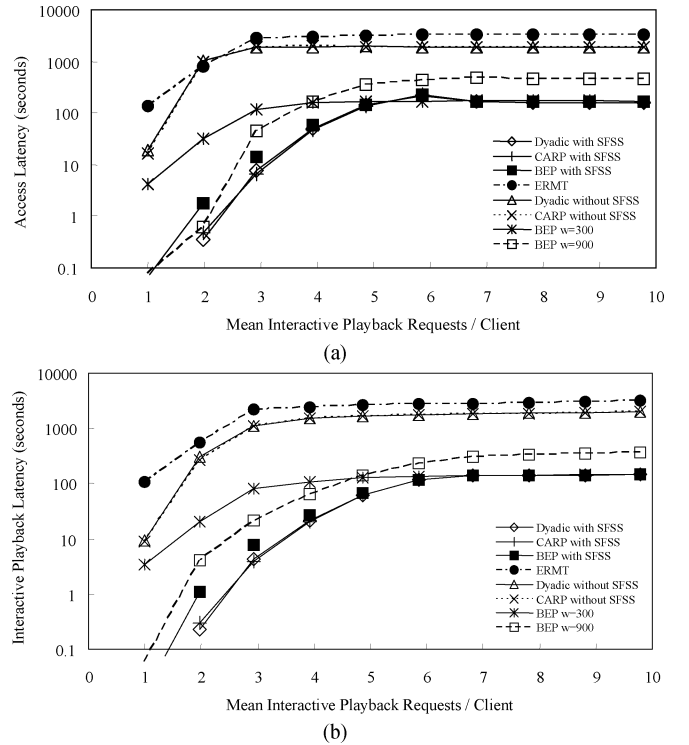 10000
1000
100
10
1
0.1
Access Latency (seconds)
0 1 2 3 4 5 6 7 8 9 10
Mean Interactive Playback Requests / Client
Dyadic with SFSS
CARP with SFSS
BEP with SFSS
ERMT
Dyadic without SFSS
CARP without SFSS
BEP w=300
BEP w=900
(a)
10000
1000
100
10
1
0.1
Interactive Playback Latency (seconds)
0 1 2 3 4 5 6 7 8 9 10
Mean Interactive Playback Requests / Client
Dyadic with SFSS
CARP with SFSS
BEP with SFSS
ERMT
Dyadic without SFSS
CARP without SFSS
BEP w=300
BEP w=900
(b)